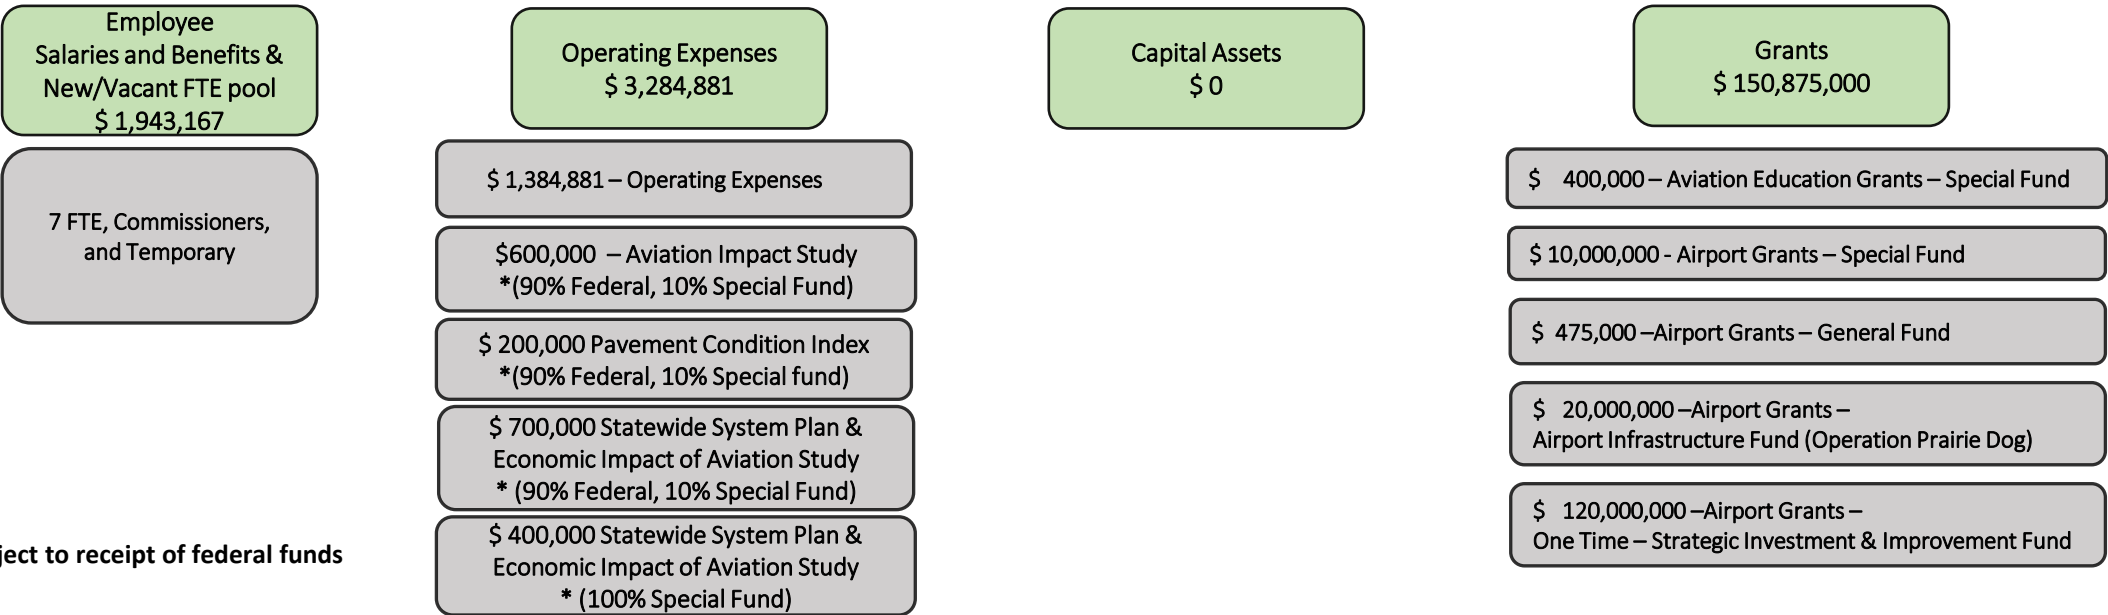 Employee
Salaries and Benefits &
New/Vacant FTE pool
$ 1,943,167
7 FTE, Commissioners,
and Temporary
Operating Expenses
$ 3,284,881
$ 1,384,881 – Operating Expenses
$600,000 – Aviation Impact Study
*(90% Federal, 10% Special Fund)
$ 200,000 Pavement Condition Index
*(90% Federal, 10% Special fund)
$ 700,000 Statewide System Plan &
Economic Impact of Aviation Study
* (90% Federal, 10% Special Fund)
$ 400,000 Statewide System Plan &
Economic Impact of Aviation Study
* (100% Special Fund)
Capital Assets
$ 0
Grants
$ 150,875,000
$ 400,000 – Aviation Education Grants – Special Fund
$ 10,000,000 - Airport Grants – Special Fund
$ 475,000 –Airport Grants – General Fund
$ 20,000,000 –Airport Grants –
Airport Infrastructure Fund (Operation Prairie Dog)
$ 120,000,000 –Airport Grants –
One Time – Strategic Investment & Improvement Fund
to receipt of federal funds